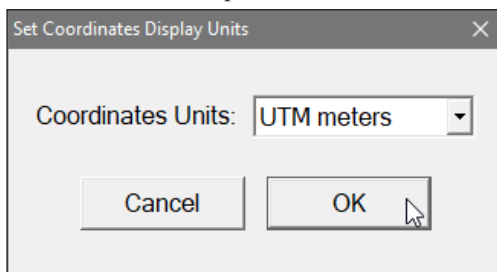 Set Coordinates Display Units
Coordinates Units: UTM meters
Cancel OK